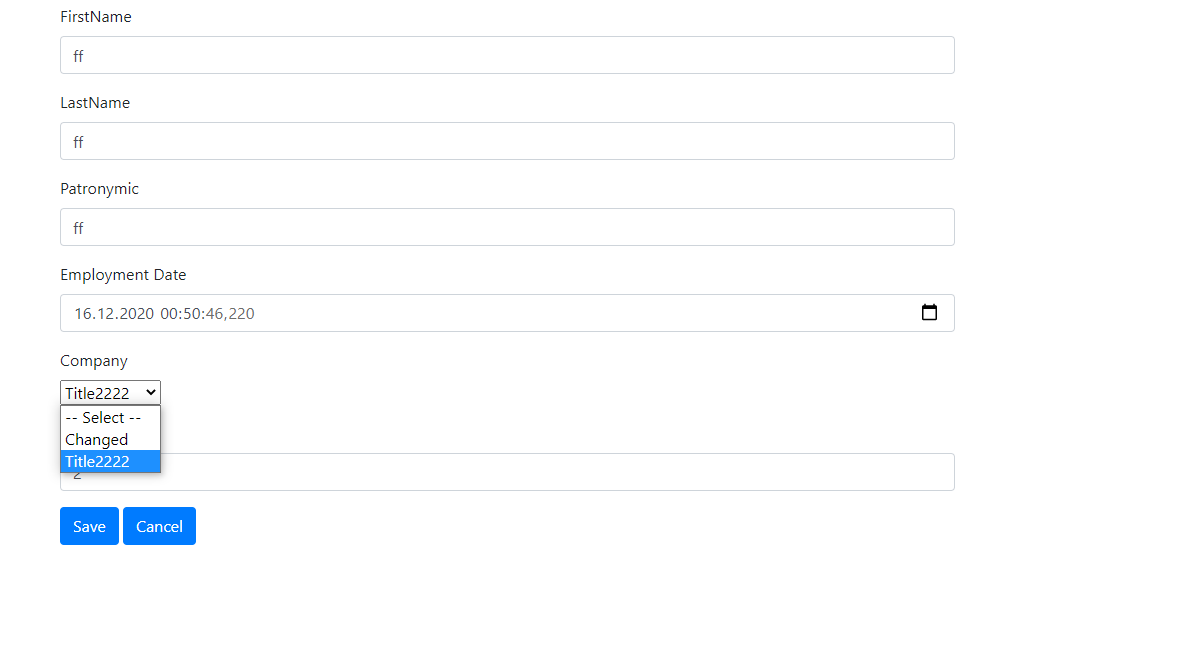 FirstName
ff
LastName
ff
Patronymic
ff
Employment Date
16.12.2020 00:50:46,220
Company
Title2222
-- Select --
Changed
Title2222
2
Save Cancel